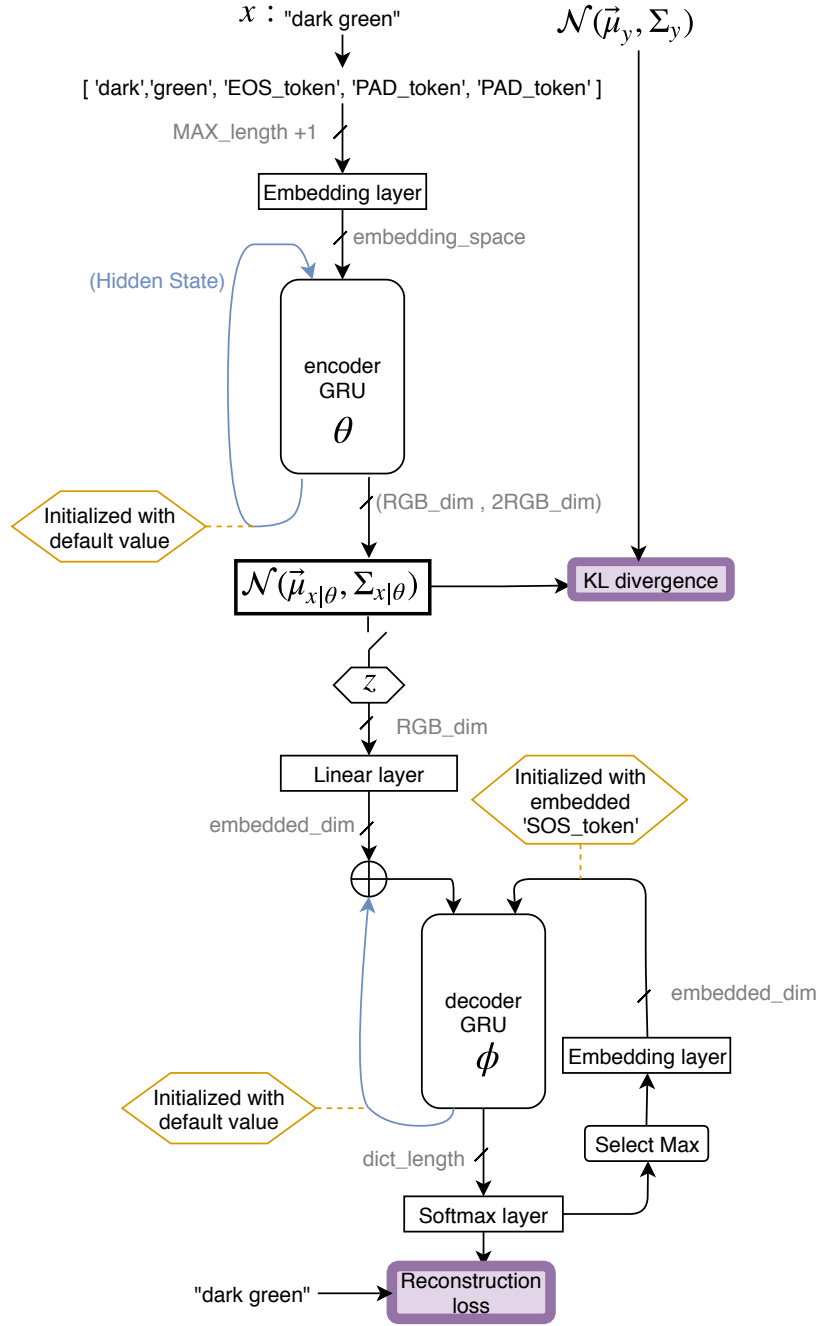 x : "dark green"
𝒩(μ⃗_y, Σ_y)
[ 'dark','green', 'EOS_token', 'PAD_token', 'PAD_token' ]
MAX_length +1
Embedding layer
embedding_space
(Hidden State)
encoder
GRU
θ
Initialized with
default value
(RGB_dim , 2RGB_dim)
𝒩(μ⃗_{x|θ}, Σ_{x|θ})
KL divergence
z
RGB_dim
Linear layer
Initialized with
embedded
'SOS_token'
embedded_dim
decoder
GRU
ϕ
embedded_dim
Embedding layer
Initialized with
default value
Select Max
dict_length
Softmax layer
"dark green"
Reconstruction
loss